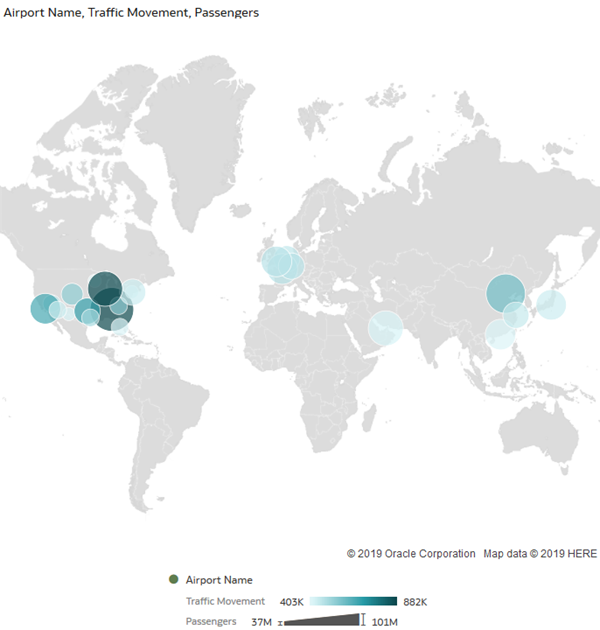 Airport Name, Traffic Movement, Passengers
© 2019 Oracle Corporation Map data © 2019 HERE
Airport Name
Traffic Movement 403K 882K
Passengers 37M 101M